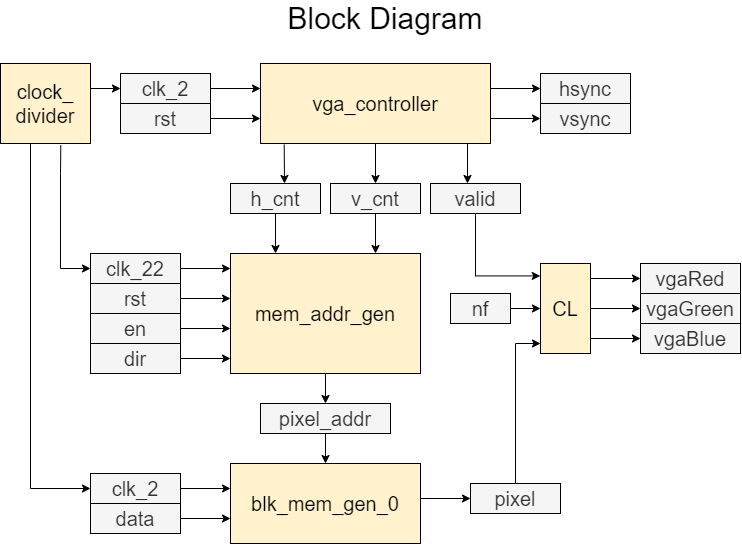 Block Diagram
clock_
divider
clk_2
rst
vga_controller
hsync
vsync
h_cnt
v_cnt
valid
clk_22
rst
en
dir
mem_addr_gen
nf
CL
vgaRed
vgaGreen
vgaBlue
pixel_addr
clk_2
data
blk_mem_gen_0
pixel